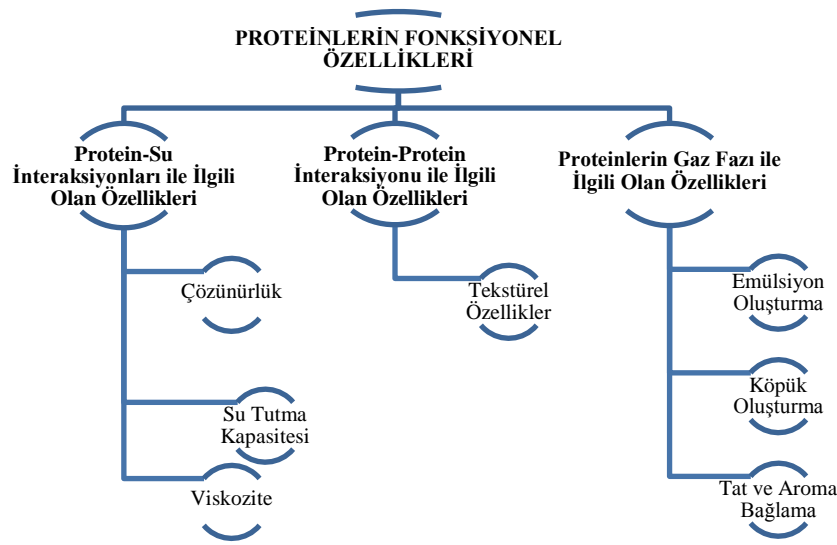 PROTEİNLERİN FONKSİYONEL
ÖZELLİKLERİ
Protein-Su
İnteraksiyonları ile İlgili
Olan Özellikleri
Çözünürlük
Su Tutma
Kapasitesi
Viskozite
Protein-Protein
İnteraksiyonu ile İlgili
Olan Özellikleri
Tekstürel
Özellikler
Proteinlerin Gaz Fazı ile
İlgili Olan Özellikleri
Emülsiyon
Oluşturma
Köpük
Oluşturma
Tat ve Aroma
Bağlama